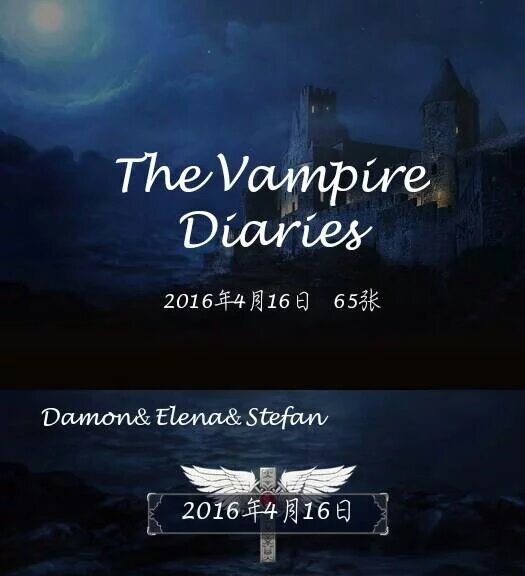 The Vampire
Diaries
2016年4月16日 65张
Damon& Elena& Stefan
2016年4月16日